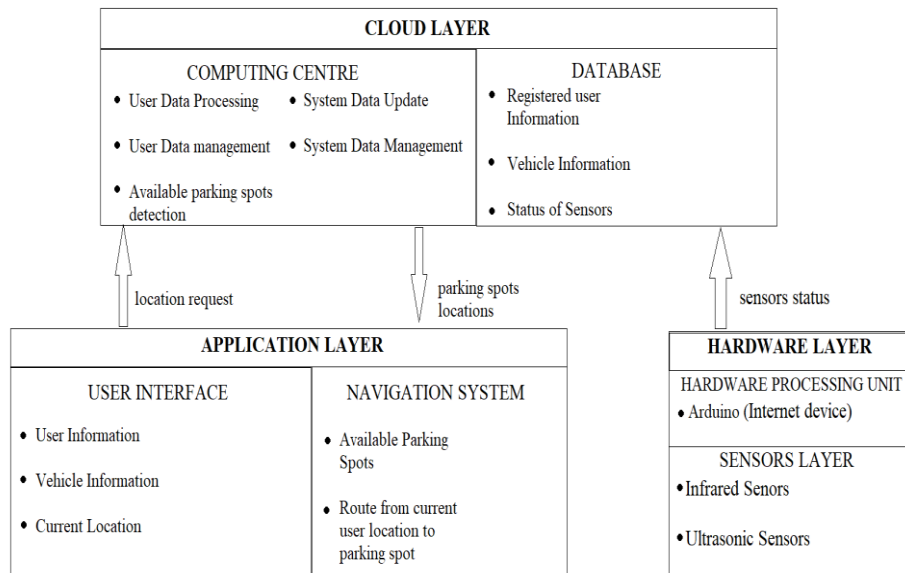 CLOUD LAYER
COMPUTING CENTRE
• User Data Processing
• System Data Update
• User Data management
• System Data Management
• Available parking spots
detection
DATABASE
• Registered user
Information
• Vehicle Information
• Status of Sensors
location request
parking spots
locations
sensors status
APPLICATION LAYER
USER INTERFACE
• User Information
• Vehicle Information
• Current Location
NAVIGATION SYSTEM
• Available Parking
Spots
• Route from current
user location to
parking spot
HARDWARE LAYER
HARDWARE PROCESSING UNIT
• Arduino (Internet device)
SENSORS LAYER
• Infrared Senors
• Ultrasonic Sensors